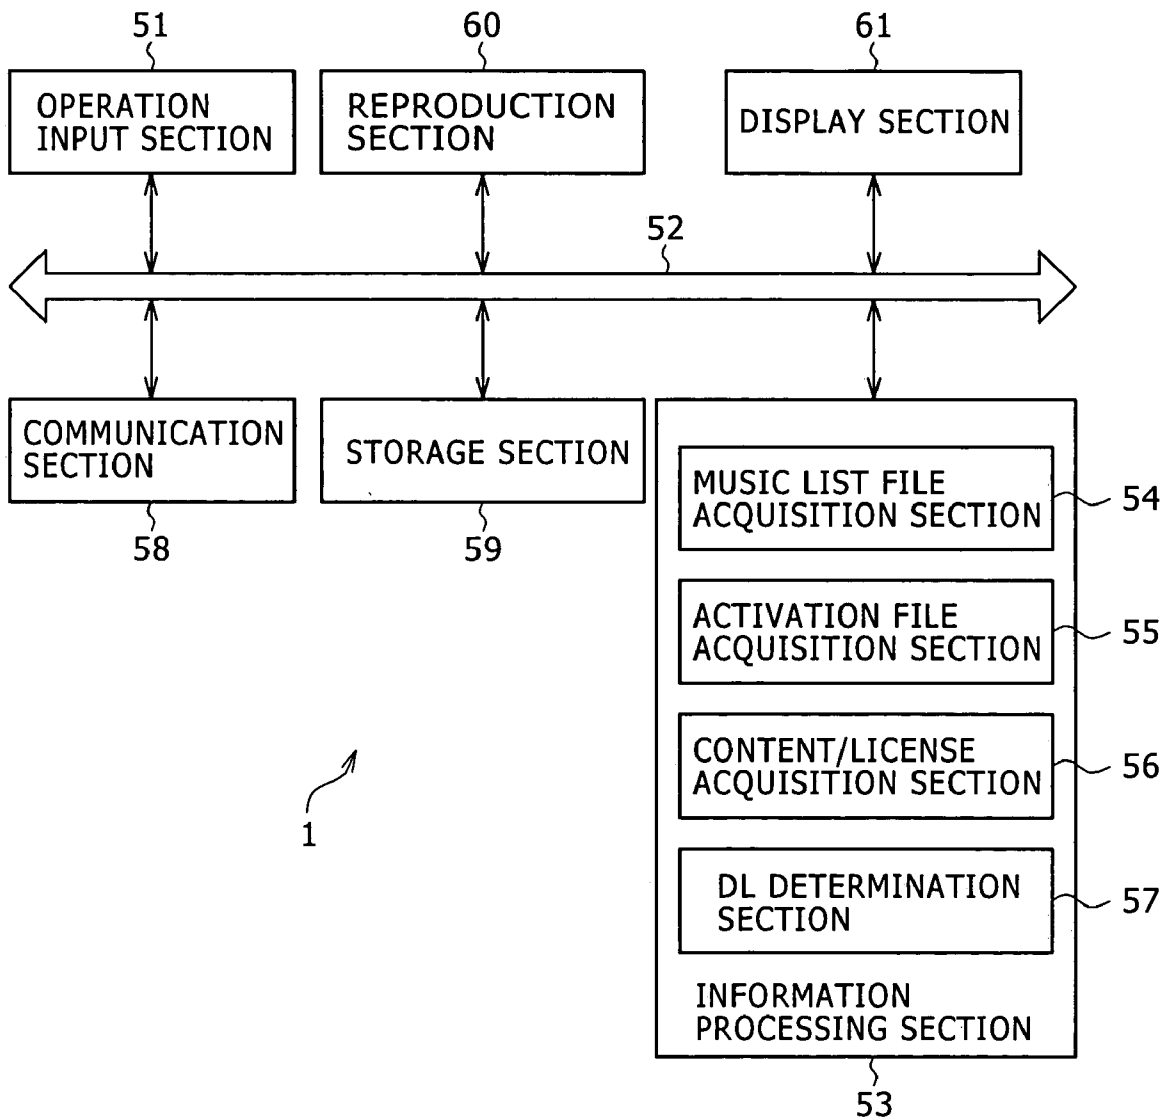 51
60
61
OPERATION
INPUT SECTION
REPRODUCTION
SECTION
DISPLAY SECTION
52
COMMUNICATION
SECTION
STORAGE SECTION
58
59
MUSIC LIST FILE
ACQUISITION SECTION
54
ACTIVATION FILE
ACQUISITION SECTION
55
CONTENT/LICENSE
ACQUISITION SECTION
56
DL DETERMINATION
SECTION
57
INFORMATION
PROCESSING SECTION
53
1